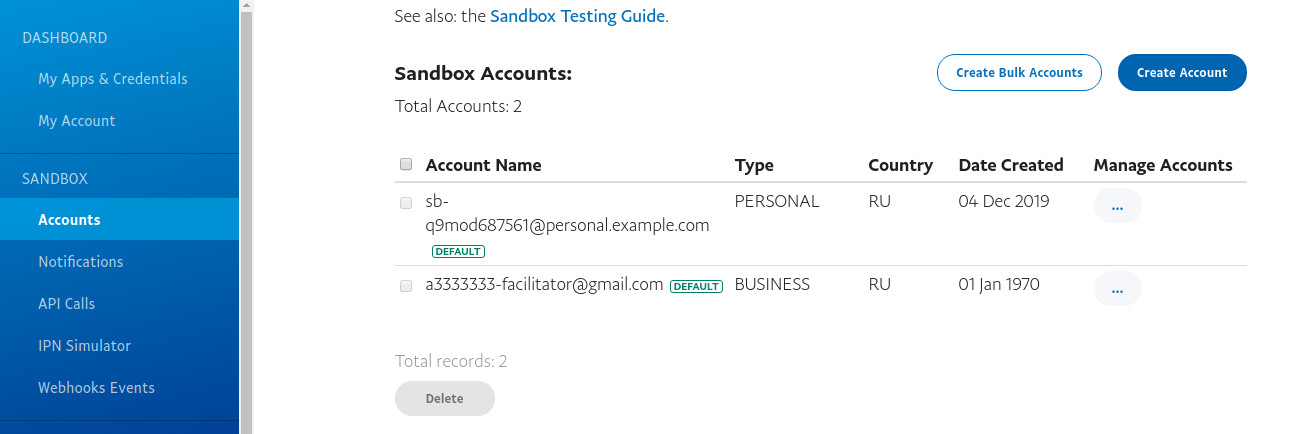 See also: the Sandbox Testing Guide.
DASHBOARD
My Apps & Credentials
My Account
SANDBOX
Accounts
Notifications
API Calls
IPN Simulator
Webhooks Events
Sandbox Accounts:
Create Bulk Accounts
Create Account
Total Accounts: 2
Account Name Type Country Date Created Manage Accounts
sb- PERSONAL RU 04 Dec 2019 ...
q9mod687561@personal.example.com
DEFAULT
a3333333-facilitator@gmail.com DEFAULT BUSINESS RU 01 Jan 1970 ...
Total records: 2
Delete